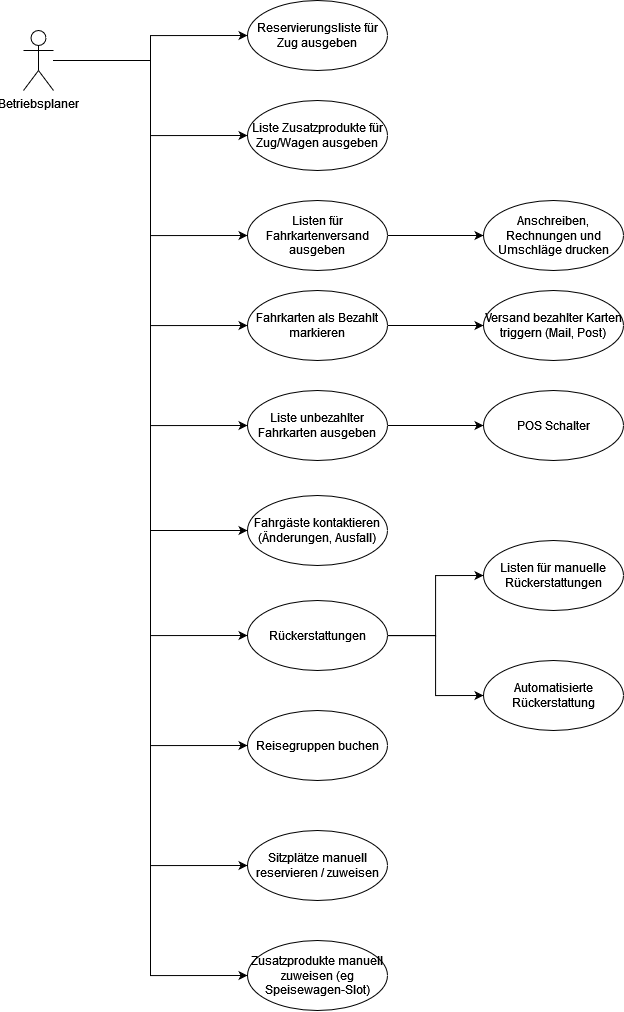 Betriebsplaner
Reservierungsliste für
Zug ausgeben
Liste Zusatzprodukte für
Zug/Wagen ausgeben
Listen für
Fahrkartenversand
ausgeben
Anschreiben,
Rechnungen und
Umschläge drucken
Fahrkarten als Bezahlt
markieren
Versand bezahlter Karten
triggern (Mail, Post)
Liste unbezahlter
Fahrkarten ausgeben
POS Schalter
Fahrgäste kontaktieren
(Änderungen, Ausfall)
Listen für manuelle
Rückerstattungen
Rückerstattungen
Automatisierte
Rückerstattung
Reisegruppen buchen
Sitzplätze manuell
reservieren / zuweisen
Zusatzprodukte manuell
zuweisen (eg
Speisewagen-Slot)